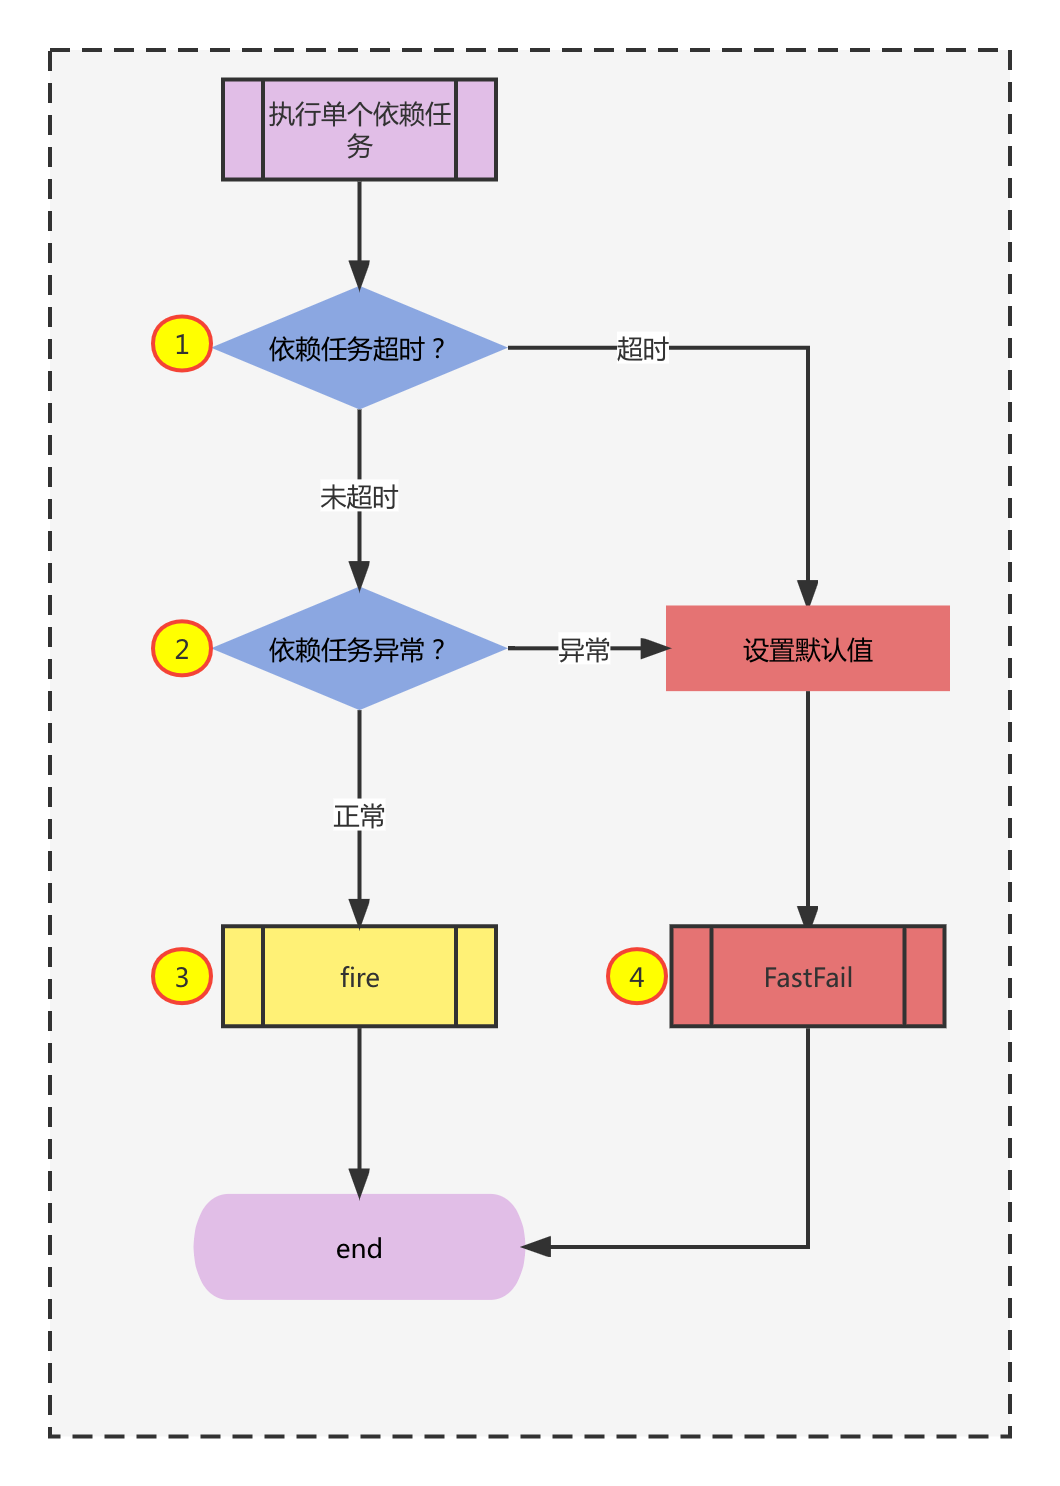 执行单个依赖任
务
1
依赖任务超时？
超时
未超时
2
依赖任务异常？
异常
设置默认值
正常
3
fire
4
FastFail
end